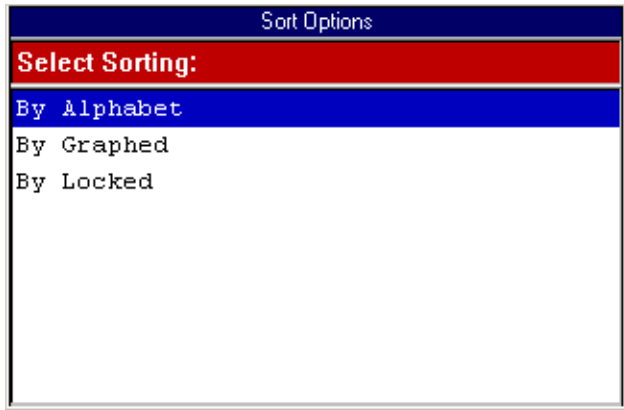 Sort Options
Select Sorting:
By Alphabet
By Graphed
By Locked